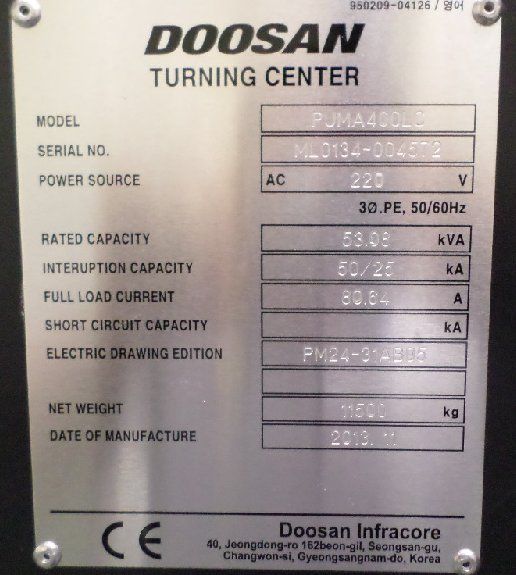 950209-04126 / 영어
DOOSAN
TURNING CENTER
MODEL PUMA400LC
SERIAL NO. ML0134-004572
POWER SOURCE AC 220 V
3Ø.PE, 50/60Hz
RATED CAPACITY 53.08 kVA
INTERUPTION CAPACITY 50/25 kA
FULL LOAD CURRENT 80.64 A
SHORT CIRCUIT CAPACITY kA
ELECTRIC DRAWING EDITION
NET WEIGHT 11500 kg
DATE OF MANUFACTURE 2013.11
CE
Doosan Infracore
40, Jeongdong-ro 162beon-gil, Seongsan-gu,
Changwon-si, Gyeongsangnam-do, Korea